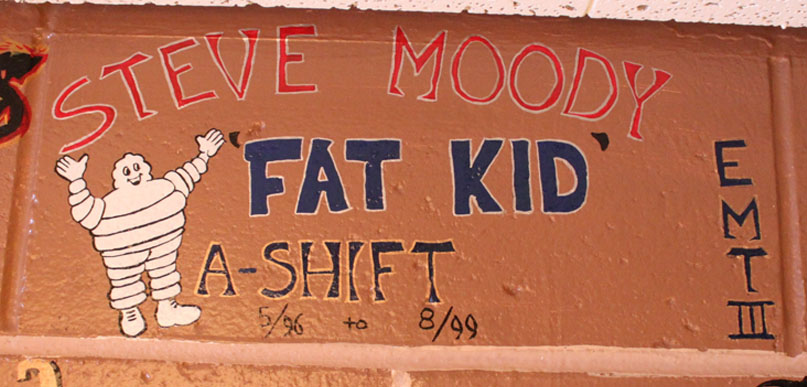 STEVE MOODY
'FAT KID'
A-SHIFT
5/96 to 8/99
EMT III